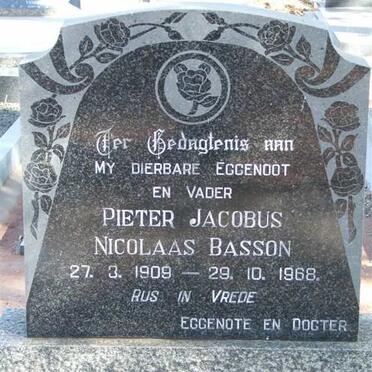 Ter Gedagtenis aan
MY DIERBARE EGGENOOT
EN VADER
PIETER JACOBUS
NICOLAAS BASSON
27. 3. 1909 — 29. 10. 1968.
RUS IN VREDE
EGGENOTE EN DOGTER